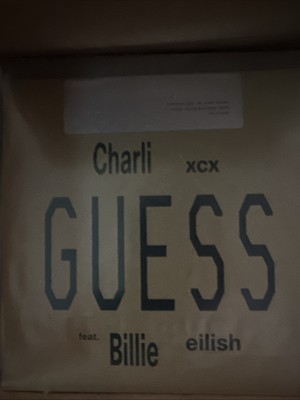 Charli xcx
GUESS
feat. Billie eilish